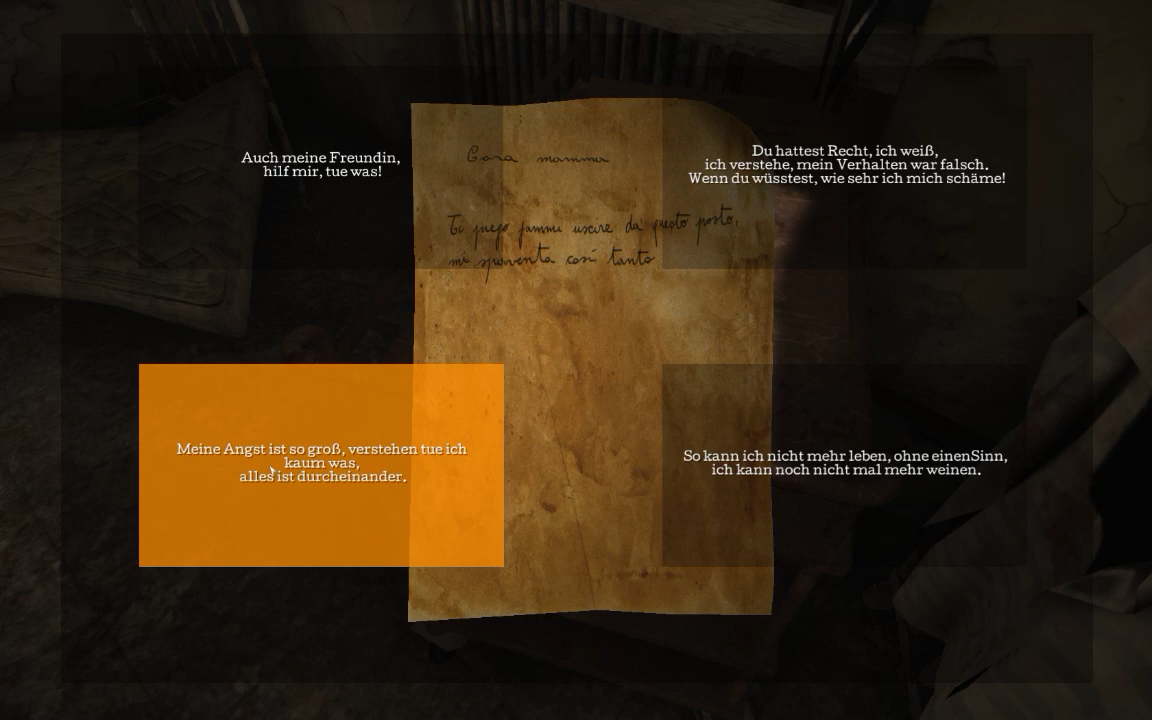 Auch meine Freundin,
hilf mir, tue was!
Du hattest Recht, ich weiß,
ich verstehe, mein Verhalten war falsch.
Wenn du wüsstest, wie sehr ich mich schäme!
Cara mamma
Ti prego fammi uscire da questo posto,
mi spaventa così tanto
Meine Angst ist so groß, verstehen tue ich
kaum was,
alles ist durcheinander.
So kann ich nicht mehr leben, ohne einenSinn,
ich kann noch nicht mal mehr weinen.